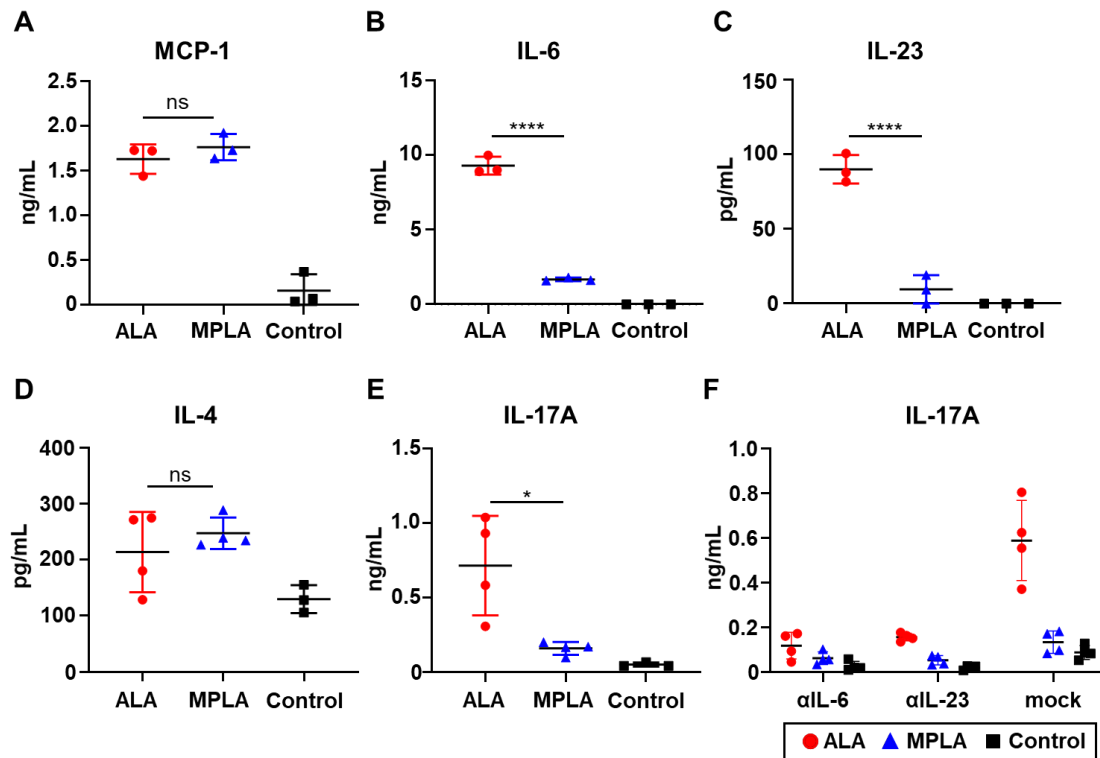 A
MCP-1
2.5
2.0
1.5
1.0
0.5
0
ng/mL
ns
ALA MPLA Control
B
IL-6
15
10
5
0
ng/mL
****
ALA MPLA Control
C
IL-23
150
100
50
0
pg/mL
****
ALA MPLA Control
D
IL-4
400
300
200
100
0
pg/mL
ns
ALA MPLA Control
E
IL-17A
1.5
1.0
0.5
0
ng/mL
*
ALA MPLA Control
F
IL-17A
1.0
0.8
0.6
0.4
0.2
0
ng/mL
αIL-6 αIL-23 mock
ALA MPLA Control